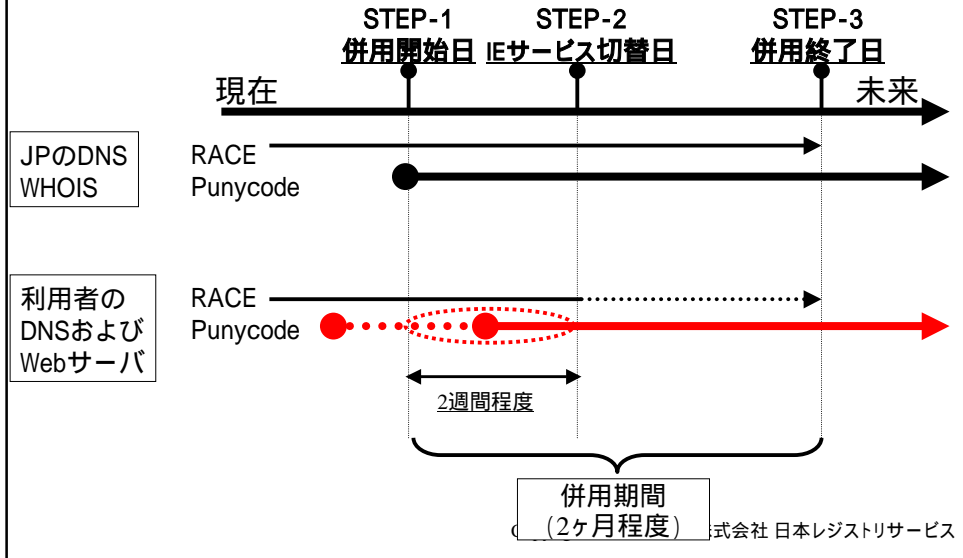 STEP-1 STEP-2 STEP-3
併用開始日 IEサービス切替日 併用終了日
現在 未来
JPのDNS
WHOIS
RACE
Punycode
利用者の
DNSおよび
Webサーバ
RACE
Punycode
2週間程度
併用期間
(2ヶ月程度)
式会社 日本レジストリサービス